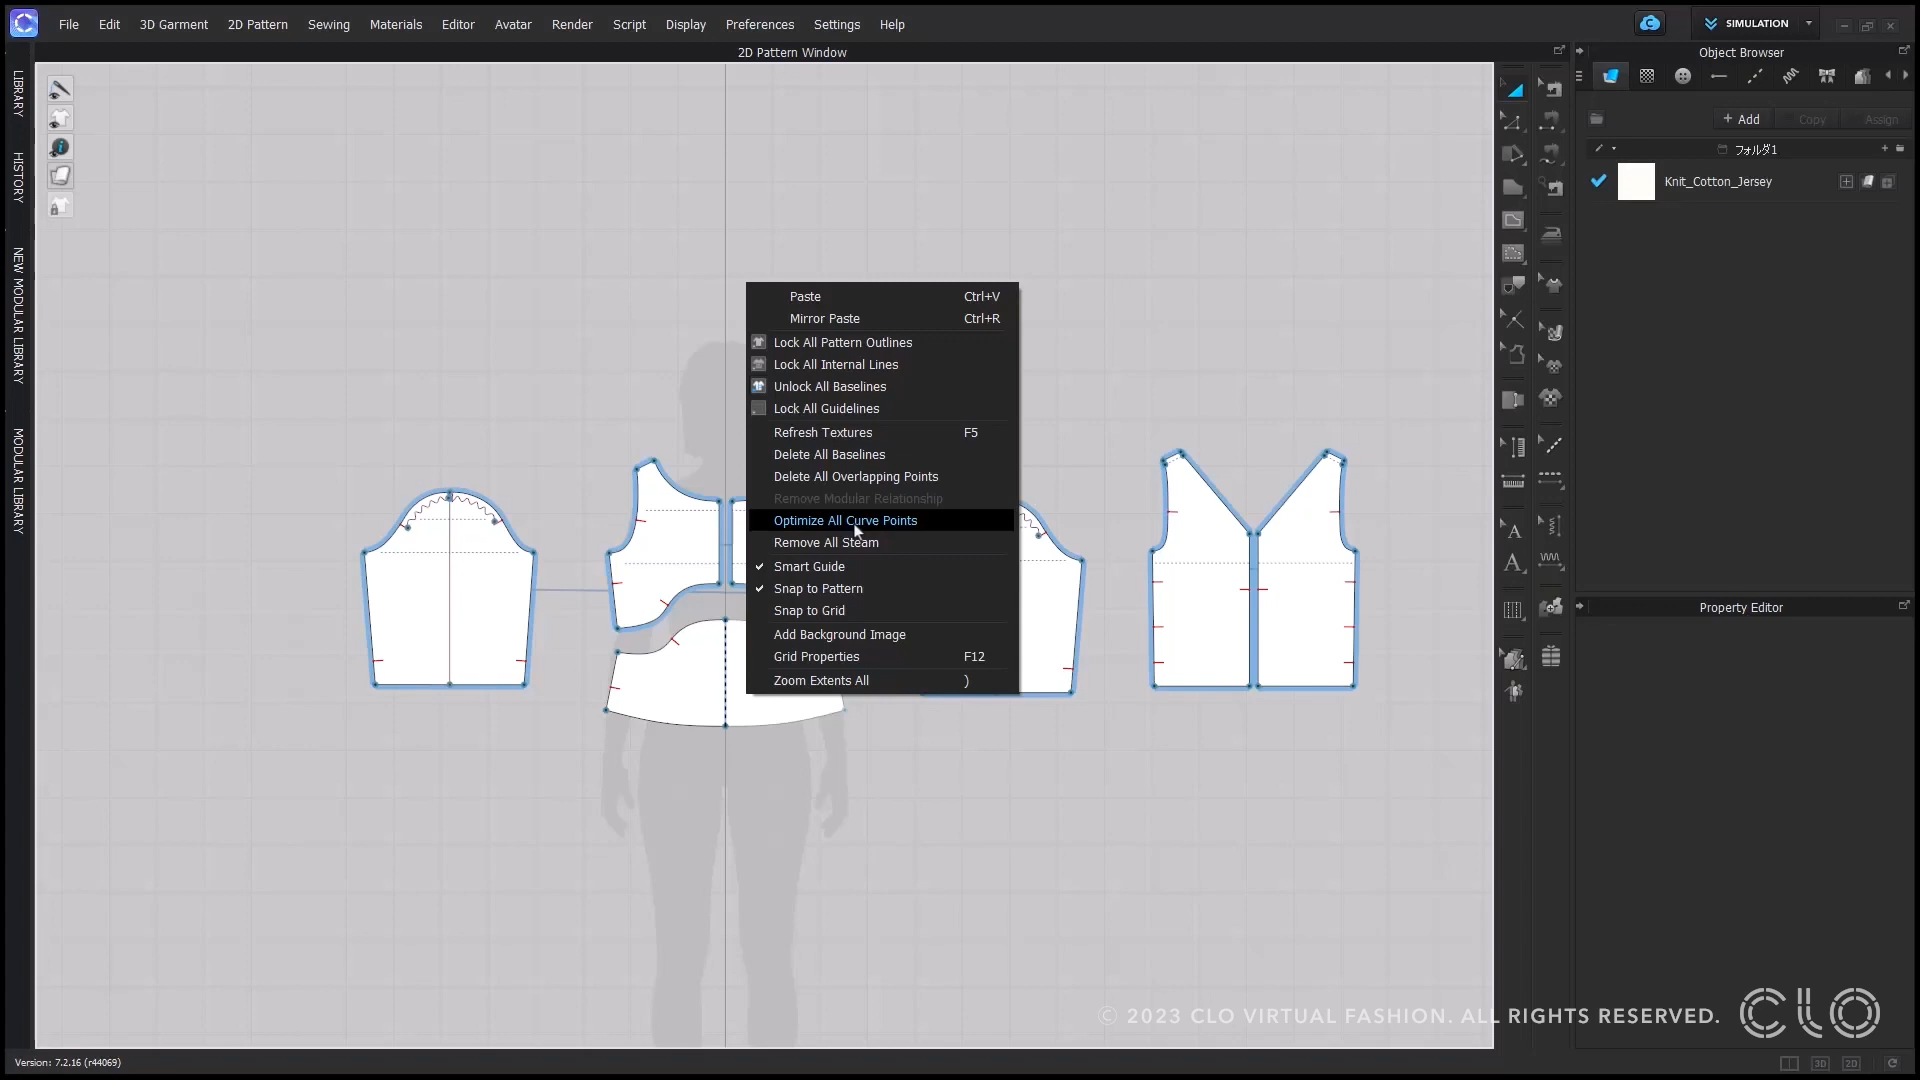 File Edit 3D Garment 2D Pattern Sewing Materials Editor Avatar Render Script Display Preferences Settings Help
SIMULATION
2D Pattern Window
Object Browser
LIBRARY
HISTORY
NEW MODULAR LIBRARY
MODULAR LIBRARY
+ Add Copy Assign
フォルダ1
Knit_Cotton_Jersey
Paste Ctrl+V
Mirror Paste Ctrl+R
Lock All Pattern Outlines
Lock All Internal Lines
Unlock All Baselines
Lock All Guidelines
Refresh Textures F5
Delete All Baselines
Delete All Overlapping Points
Remove Modular Relationship
Optimize All Curve Points
Remove All Steam
Smart Guide
Snap to Pattern
Snap to Grid
Add Background Image
Grid Properties F12
Zoom Extents All )
Property Editor
© 2023 CLO VIRTUAL FASHION. ALL RIGHTS RESERVED.
CLO
Version: 7.2.16 (r44069)
3D 2D